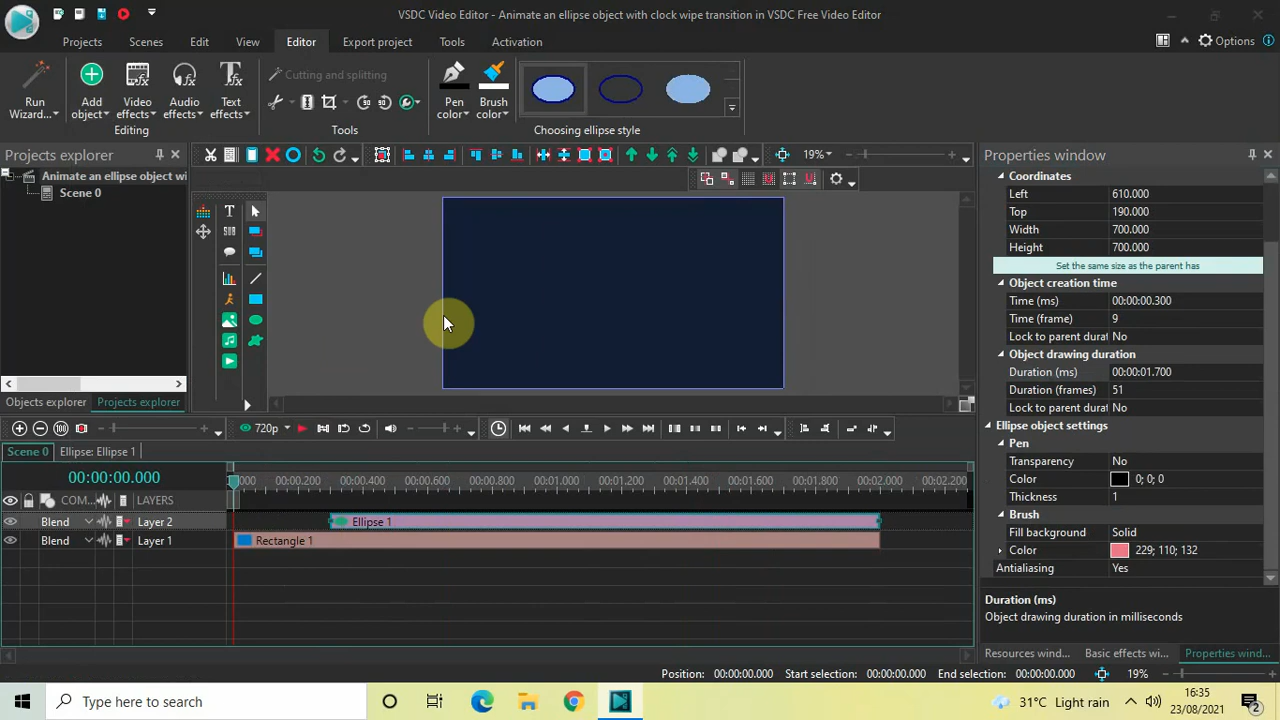 VSDC Video Editor - Animate an ellipse object with clock wipe transition in VSDC Free Video Editor
Projects Scenes Edit View Editor Export project Tools Activation Options
Run Wizard...
Add object
Video effects
Audio effects
Text effects
Cutting and splitting
Pen color
Brush color
Editing Tools Choosing ellipse style
Projects explorer
19%
Properties window
Animate an ellipse object wi
Scene 0
Objects explorer Projects explorer
Coordinates
Left 610.000
Top 190.000
Width 700.000
Height 700.000
Set the same size as the parent has
Object creation time
Time (ms) 00:00:00.300
Time (frame) 9
Lock to parent durat No
Object drawing duration
Duration (ms) 00:00:01.700
Duration (frames) 51
Lock to parent durat No
Ellipse object settings
Pen
Transparency No
Color 0; 0; 0
Thickness 1
Brush
Fill background Solid
Color 229; 110; 132
Antialiasing Yes
Duration (ms)
Object drawing duration in milliseconds
Resources wind... Basic effects wi... Properties wind...
720p
Scene 0 Ellipse: Ellipse 1
00:00:00.000
000 00:00.200 00:00.400 00:00.600 00:00.800 00:01.000 00:01.200 00:01.400 00:01.600 00:01.800 00:02.000 00:02.200
COM... LAYERS
Blend Layer 2 Ellipse 1
Blend Layer 1 Rectangle 1
Position: 00:00:00.000 Start selection: 00:00:00.000 End selection: 00:00:00.000 19%
Type here to search
31°C Light rain
16:35
23/08/2021
2